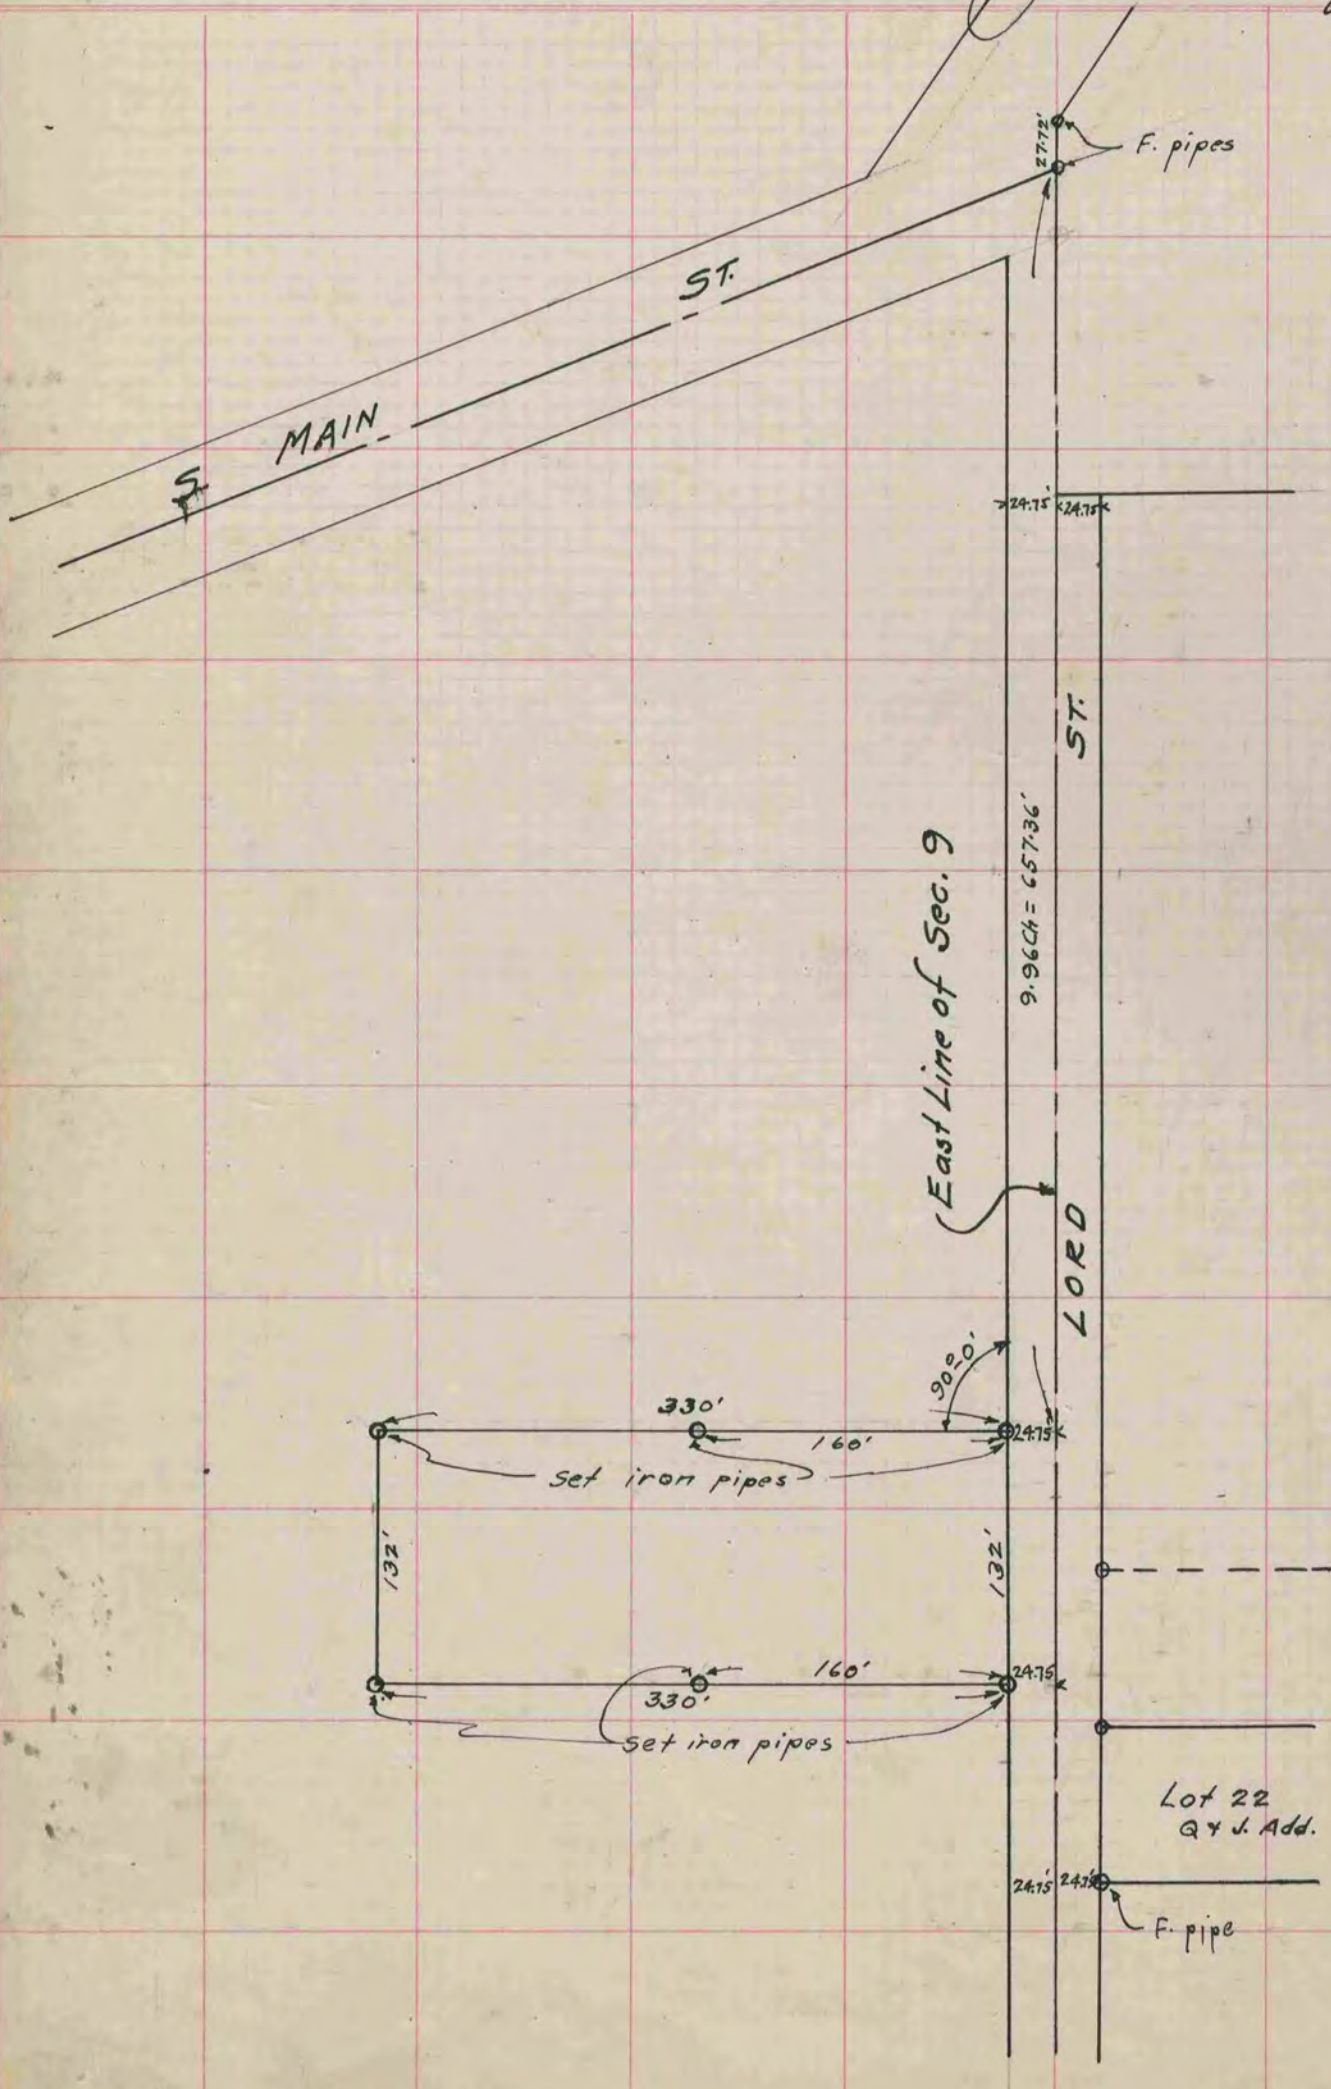 27.72'
F. pipes
S. MAIN ST.
24.75'
24.75
ST.
9.96Ch = 657.36'
East Line of Sec. 9
LORD
90°-0'
330'
24.75
160'
Set iron pipes
132'
132'
160'
24.75
330'
Set iron pipes
Lot 22
Q & J. Add.
24.75
24.75
F. pipe